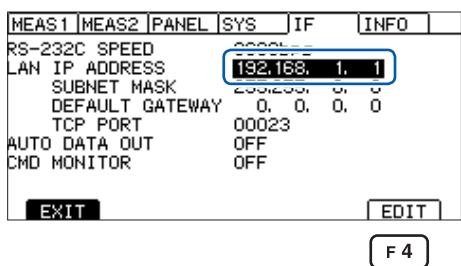 MEAS1 MEAS2 PANEL SYS IF INFO
RS-232C SPEED
LAN IP ADDRESS 192.168. 1. 1
SUBNET MASK
DEFAULT GATEWAY 0. 0. 0. 0
TCP PORT 00023
AUTO DATA OUT OFF
CMD MONITOR OFF
EXIT EDIT
F 4